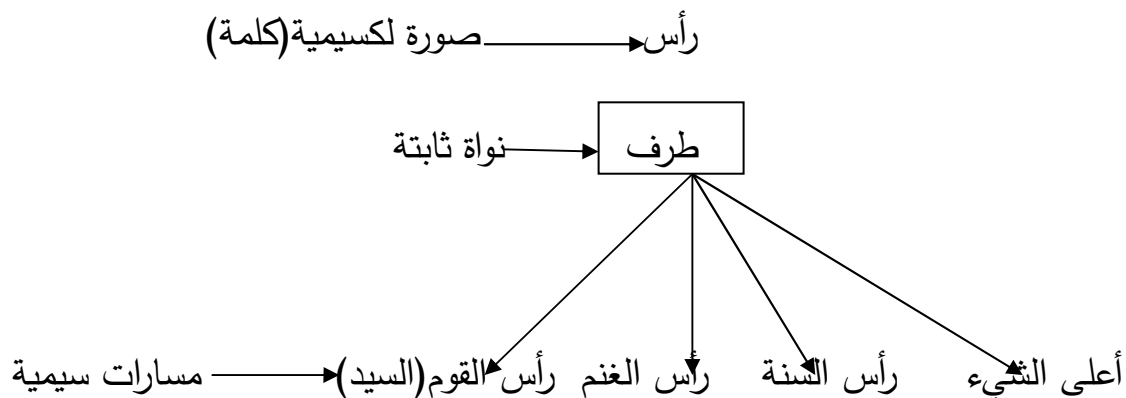 رأس صورة لكسيمية(كلمة)
طرف نواة ثابتة
أعلى الشيء رأس السنة رأس الغنم رأس القوم(السيد) مسارات سيمية